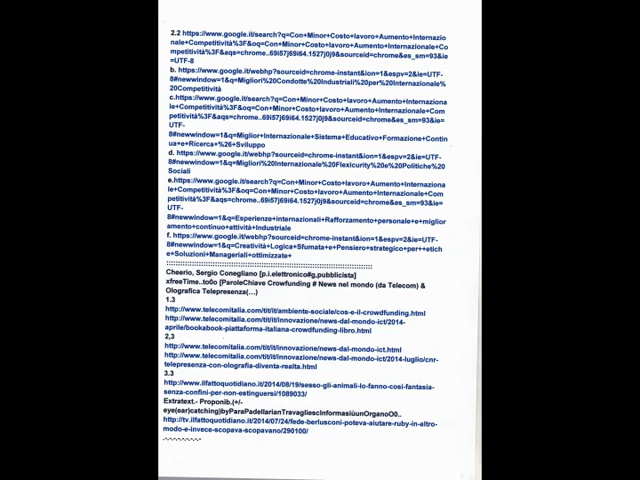 2.2 https://www.google.it/search?q=Con+Minor+Costo+lavoro+Aumento+Internazio
nale+Competitività%3F&oq=Con+Minor+Costo+lavoro+Aumento+Internazionale+Co
mpetitività%3F&aqs=chrome..69i57j69i64.1527j0j9&sourceid=chrome&es_sm=93&ie
=UTF-8
b. https://www.google.it/webhp?sourceid=chrome-instant&ion=1&espv=2&ie=UTF-
8#newwindow=1&q=Migliori%20Condotte%20Industriali%20per%20Internazionale%
20Competitività
c.https://www.google.it/search?q=Con+Minor+Costo+lavoro+Aumento+Internaziona
le+Competitività%3F&oq=Con+Minor+Costo+lavoro+Aumento+Internazionale+Com
petitività%3F&aqs=chrome..69i57j69i64.1527j0j9&sourceid=chrome&es_sm=93&ie=
UTF-
8#newwindow=1&q=Miglior+Internazionale+Sistema+Educativo+Formazione+Contin
ua+e+Ricerca+%26+Sviluppo
d. https://www.google.it/webhp?sourceid=chrome-instant&ion=1&espv=2&ie=UTF-
8#newwindow=1&q=Migliori%20Internazionale%20Flexicurity%20e%20Politiche%20
Sociali
e.https://www.google.it/search?q=Con+Minor+Costo+lavoro+Aumento+Internaziona
le+Competitività%3F&oq=Con+Minor+Costo+lavoro+Aumento+Internazionale+Com
petitività%3F&aqs=chrome..69i57j69i64.1527j0j9&sourceid=chrome&es_sm=93&ie=
UTF-
8#newwindow=1&q=Esperienze+internazionali+Rafforzamento+personale+e+miglior
amento+continuo+attività+Industriale
f. https://www.google.it/webhp?sourceid=chrome-instant&ion=1&espv=2&ie=UTF-
8#newwindow=1&q=Creatività+Logica+Sfumata+e+Pensiero+strategico+per+etich
e+Soluzioni+Manageriali+ottimizzate+
Cheerio, Sergio Conegliano [p.i.elettronico#g,pubblicista]
xfreeTime..to0o [ParoleChiave Crowfunding # News nel mondo (da Telecom) &
Olografica Telepresenza(...)
1.3
http://www.telecomitalia.com/tit/it/ambiente-sociale/cos-e-il-crowdfunding.html
http://www.telecomitalia.com/tit/it/innovazione/news-dal-mondo-ict/2014-
aprile/bookabook-piattaforma-italiana-crowdfunding-libro.html
2,3
http://www.telecomitalia.com/tit/it/innovazione/news-dal-mondo-ict.html
http://www.telecomitalia.com/tit/it/innovazione/news-dal-mondo-ict/2014-luglio/cnr-
telepresenza-con-olografia-diventa-realta.html
3.3
http://www.ilfattoquotidiano.it/2014/08/19/sesso-gli-animali-lo-fanno-cosi-fantasia-
senza-confini-per-non-estinguersi/1089033/
Extratext.- Proponib.(+/-
eye(ear)catching)byParaPadellarianTravagliescInformasiùunOrganoO0..
http://tv.ilfattoquotidiano.it/2014/07/24/fede-berlusconi-poteva-aiutare-ruby-in-altro-
modo-e-invece-scopava-scopavano/290100/